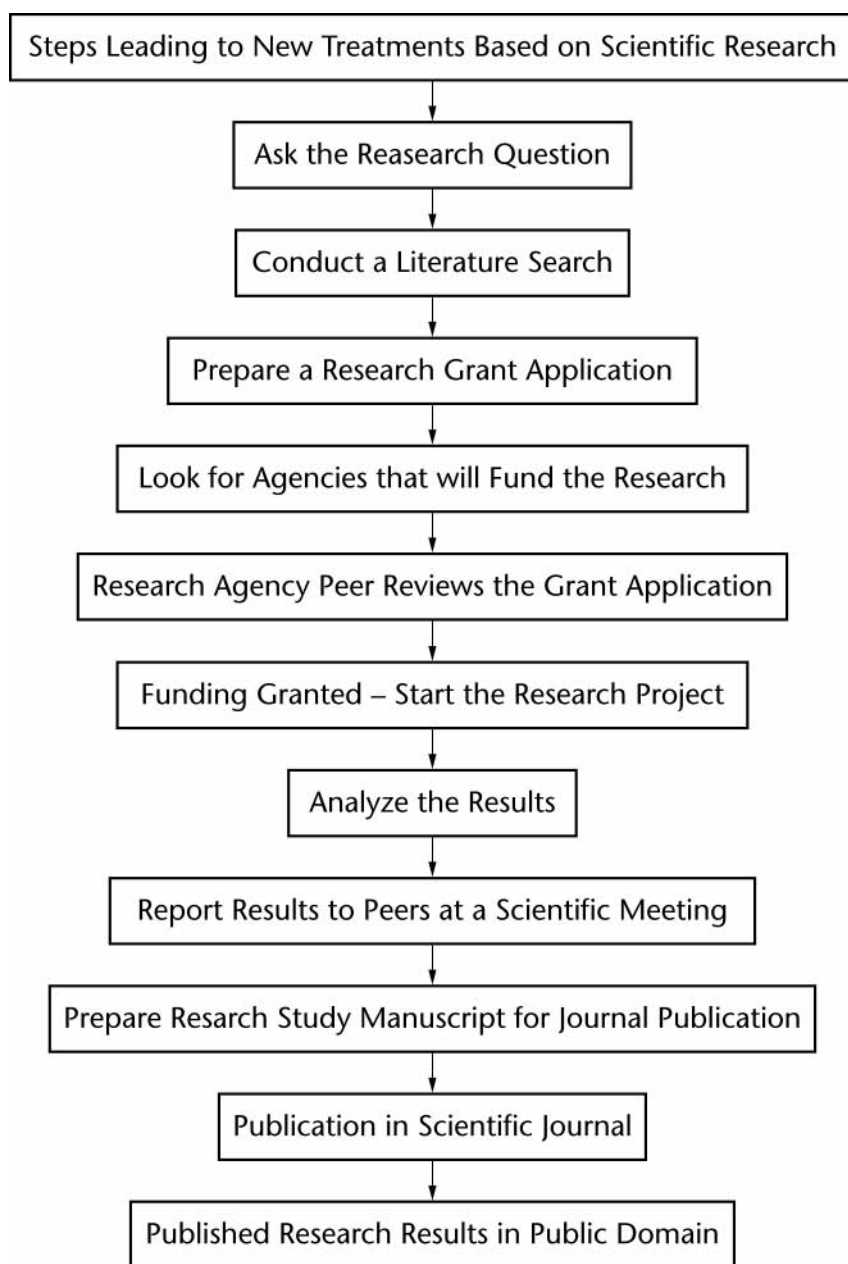 Steps Leading to New Treatments Based on Scientific Research
Ask the Reasearch Question
Conduct a Literature Search
Prepare a Research Grant Application
Look for Agencies that will Fund the Research
Research Agency Peer Reviews the Grant Application
Funding Granted – Start the Research Project
Analyze the Results
Report Results to Peers at a Scientific Meeting
Prepare Resarch Study Manuscript for Journal Publication
Publication in Scientific Journal
Published Research Results in Public Domain